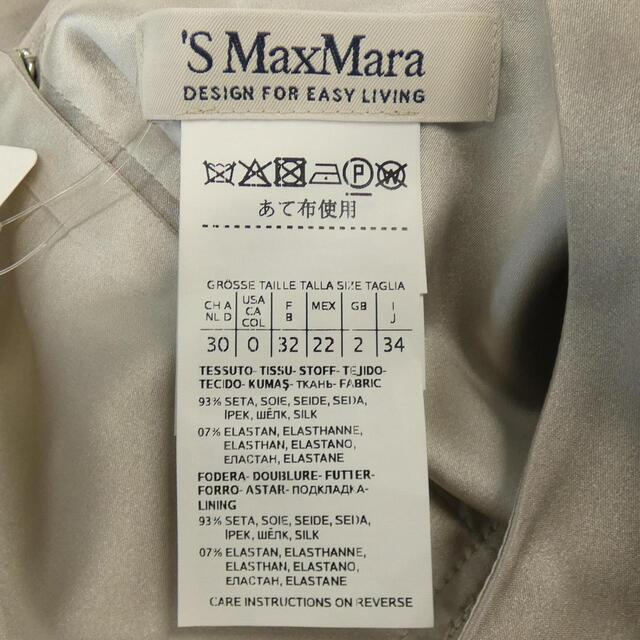 'S MaxMara
DESIGN FOR EASY LIVING
P W
あて布使用
GRÖSSE TAILLE TALLA SIZE TAGLIA
CH A NL D
USA CA COL
F B
MEX
GB
I J
30 0 32 22 2 34
TESSUTO- TISSU- STOFF- TEJIDO-
TECIDO- KUMAŞ- ТКАНЬ- FABRIC
93% SETA, SOIE, SEIDE, SEDA,
İPEK, ШЁЛК, SILK
07% ELASTAN, ELASTHANNE,
ELASTHAN, ELASTANO,
ЕЛАСТАН, ELASTANE
FODERA- DOUBLURE- FUTTER-
FORRO- ASTAR- ПОДКЛАДКА-
LINING
93% SETA, SOIE, SEIDE, SEDA,
İPEK, ШЁЛК, SILK
07% ELASTAN, ELASTHANNE,
ELASTHAN, ELASTANO,
ЕЛАСТАН, ELASTANE
CARE INSTRUCTIONS ON REVERSE